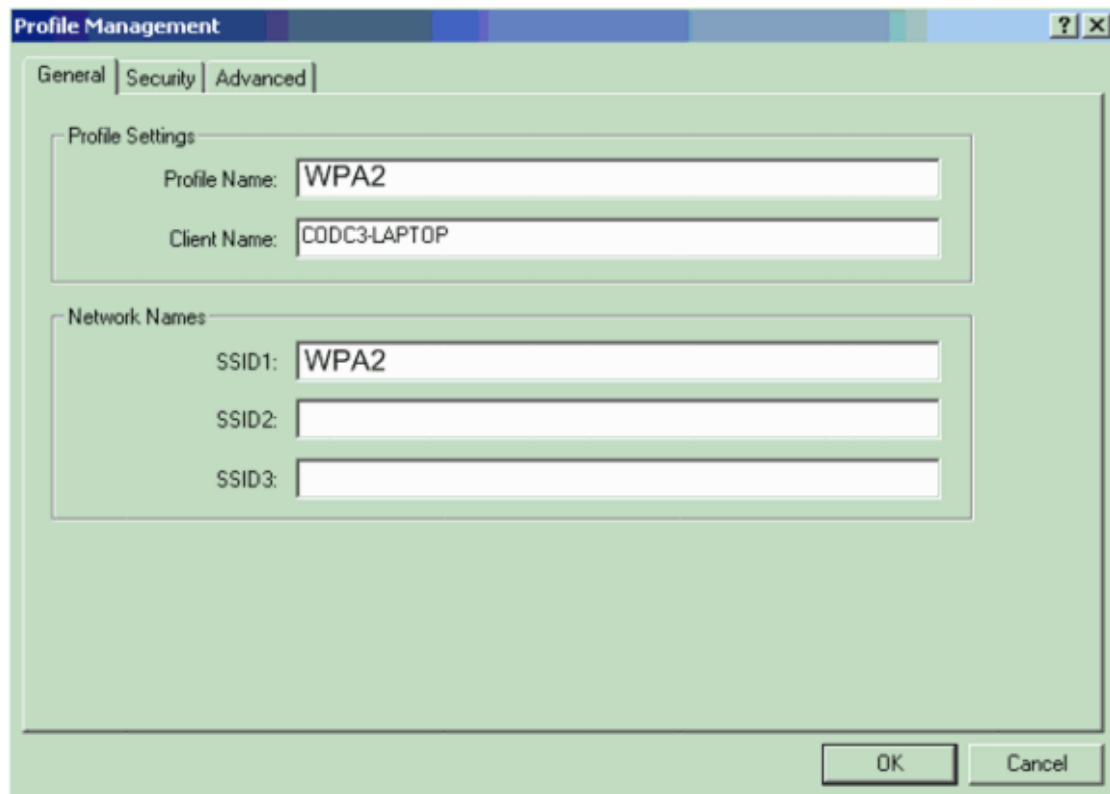 Profile Management
General Security Advanced
Profile Settings
Profile Name: WPA2
Client Name: CODC3-LAPTOP
Network Names
SSID1: WPA2
SSID2:
SSID3:
OK Cancel